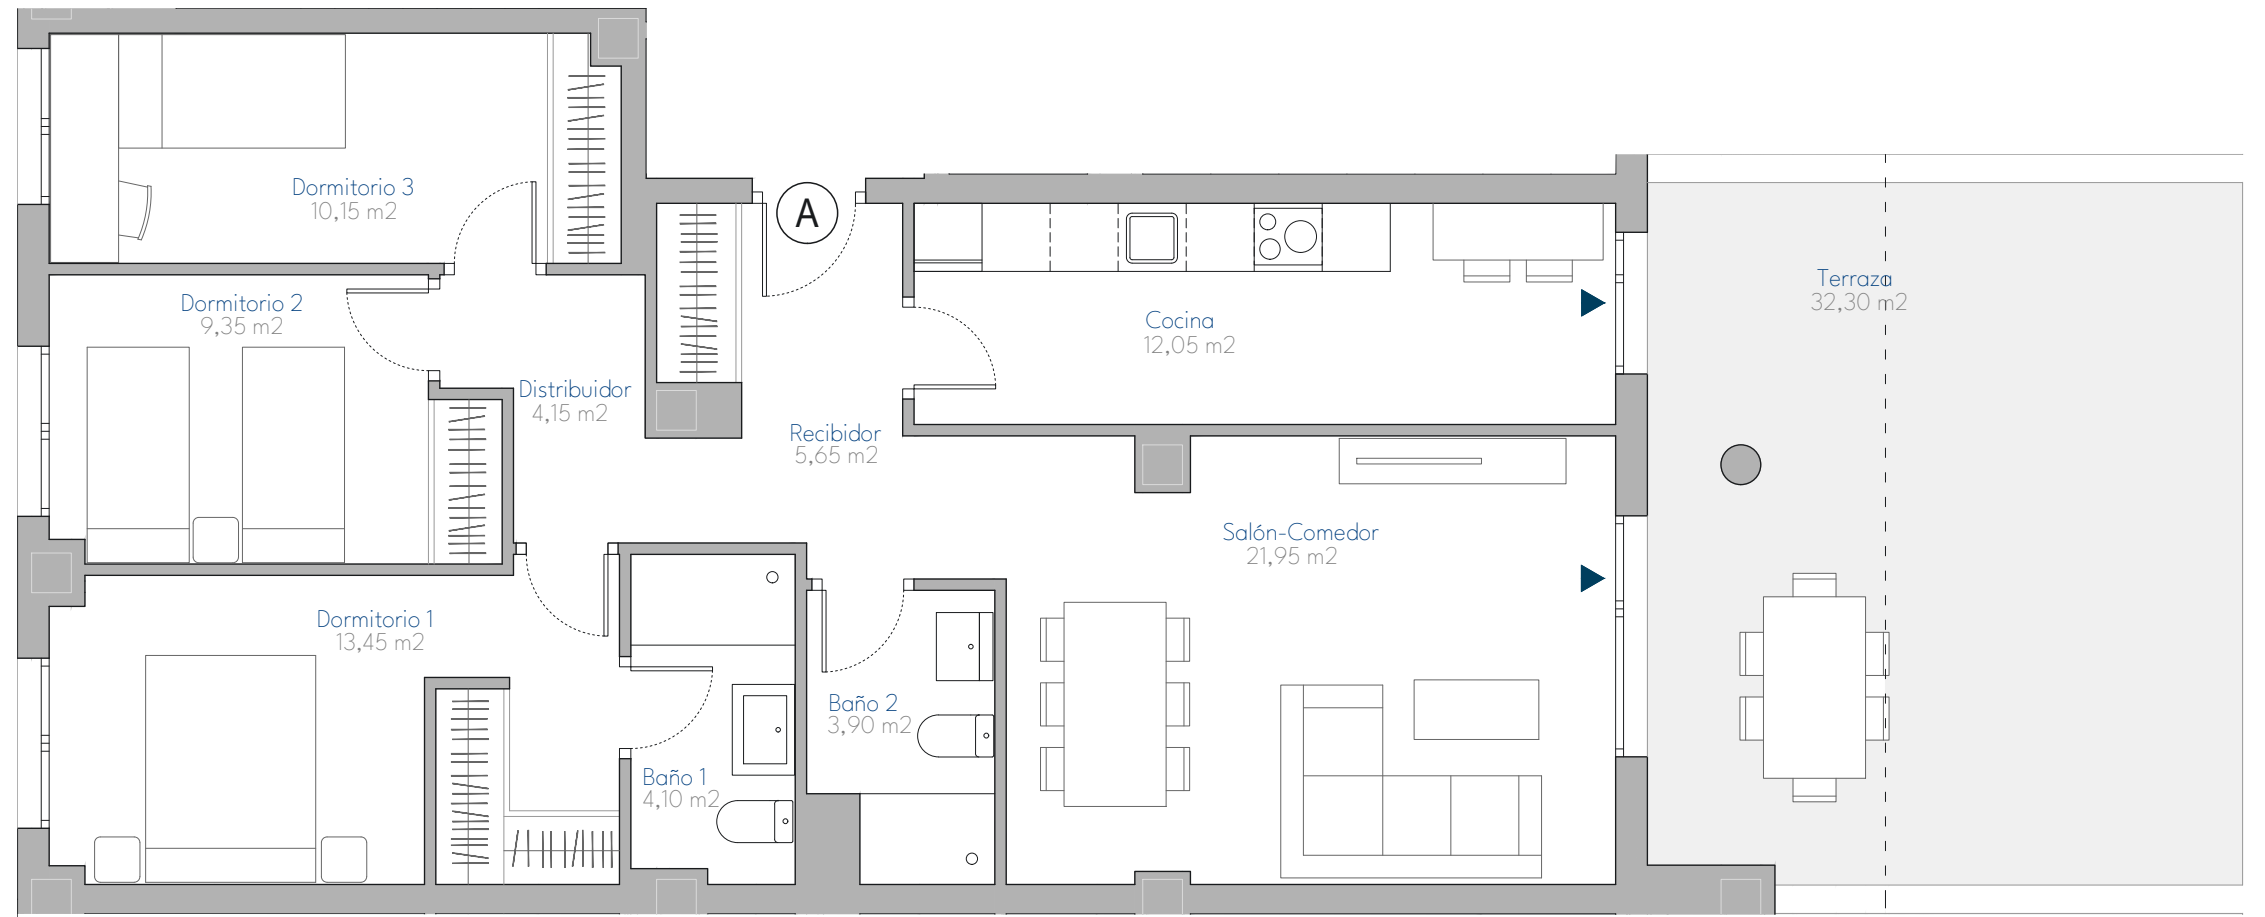 A
Dormitorio 3
10,15 m2
Dormitorio 2
9,35 m2
Terraza
32,30 m2
Cocina
12,05 m2
Distribuidor
4,15 m2
Recibidor
5,65 m2
Salón-Comedor
21,95 m2
Dormitorio 1
13,45 m2
Baño 2
3,90 m2
Baño 1
4,10 m2